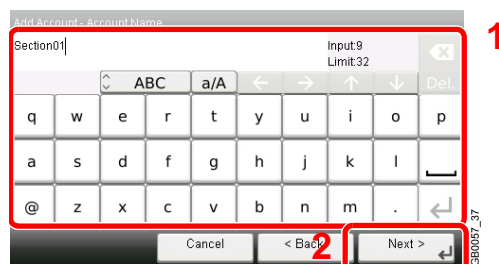 Add Account - Account Name
1
Section01
Input:9
Limit:32
ABC a/A Del.
q w e r t y u i o p
a s d f g h j k l
@ z x c v b n m .
Cancel < Back 2 Next >
GB0057_37